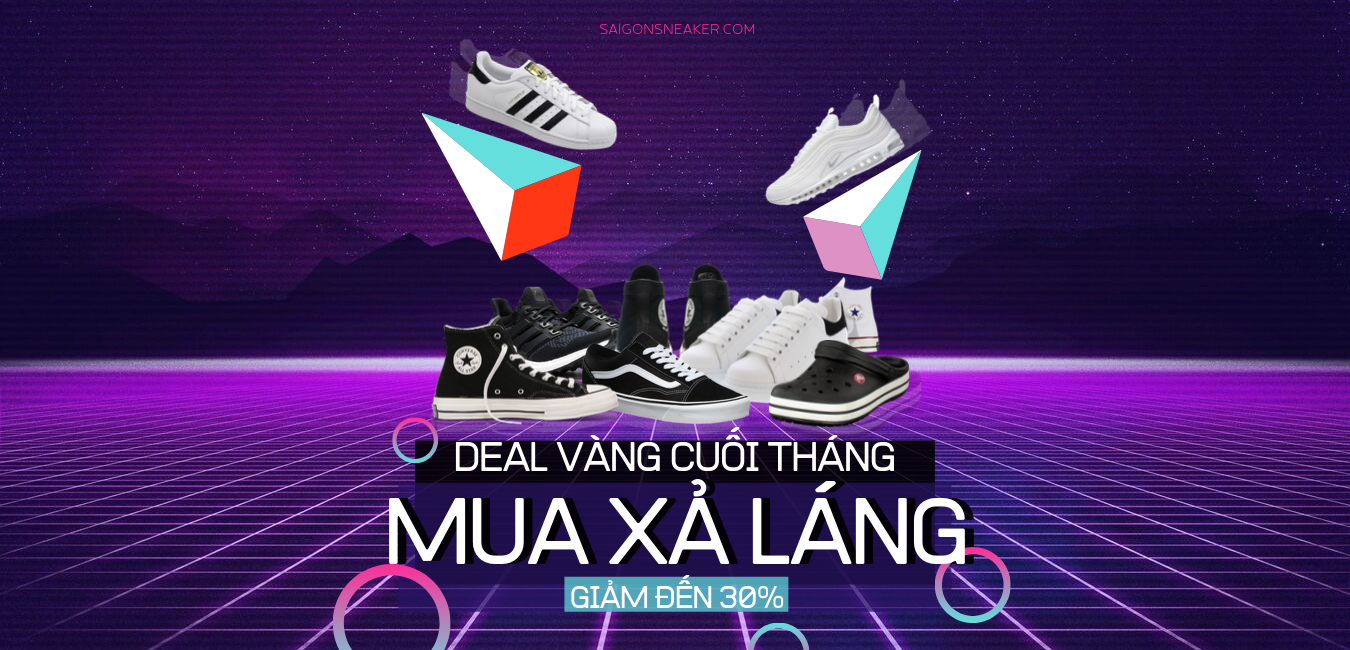 SAIGONSNEAKER.COM
DEAL VÀNG CUỐI THÁNG
MUA XẢ LÁNG
GIẢM ĐẾN 30%